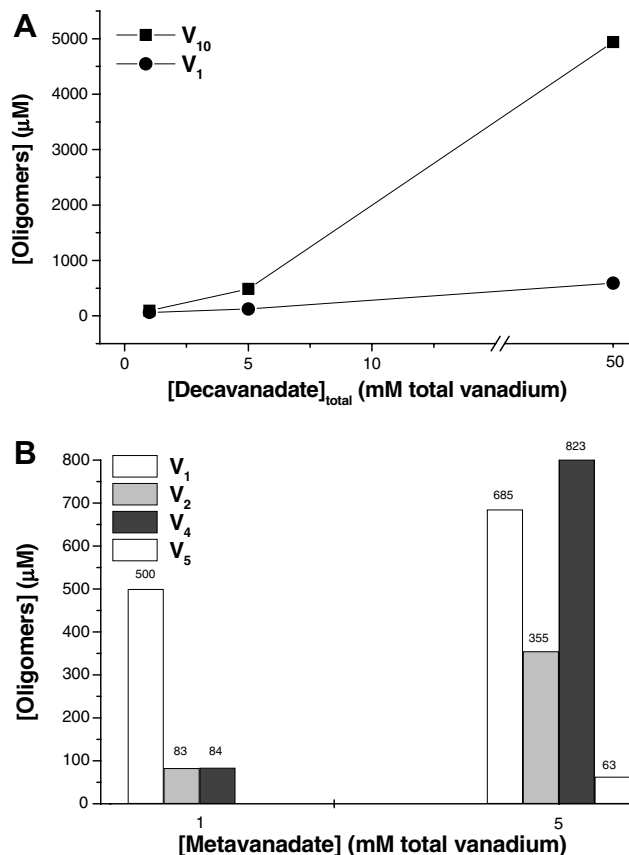 A
V10
V1
5000
4000
3000
2000
1000
0
[Oligomers] (μM)
0 5 10 50
[Decavanadate]total (mM total vanadium)
B
V1
V2
V4
V5
800
700
600
500
400
300
200
100
0
[Oligomers] (μM)
500
83 84
685
355
823
63
1 5
[Metavanadate] (mM total vanadium)